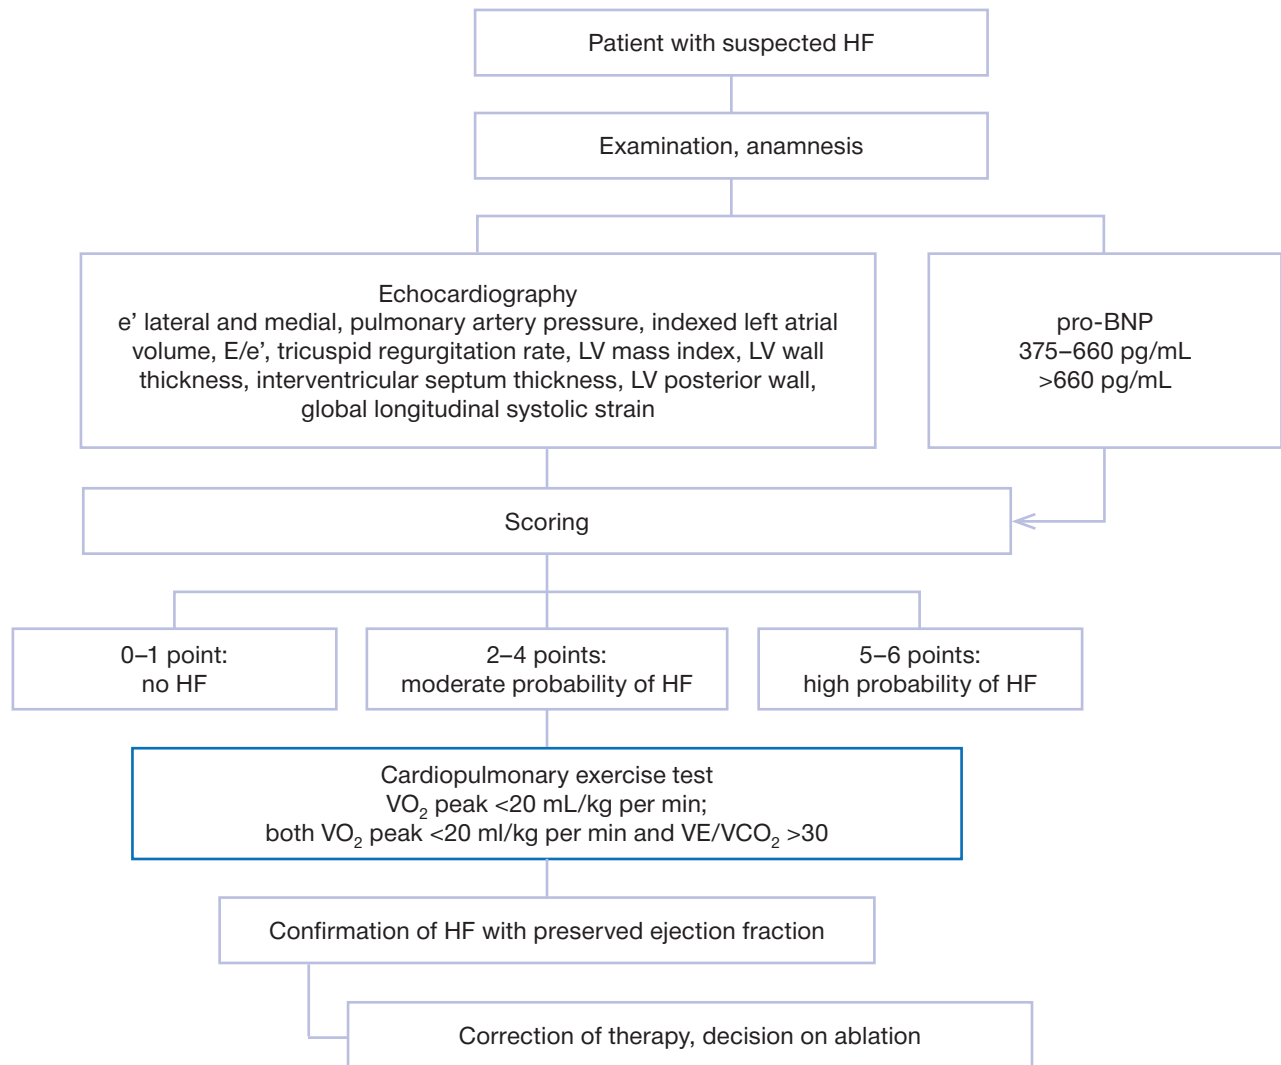 Patient with suspected HF
Examination, anamnesis
Echocardiography
e’ lateral and medial, pulmonary artery pressure, indexed left atrial
volume, E/e’, tricuspid regurgitation rate, LV mass index, LV wall
thickness, interventricular septum thickness, LV posterior wall,
global longitudinal systolic strain
pro-BNP
375–660 pg/mL
>660 pg/mL
Scoring
0–1 point:
no HF
2–4 points:
moderate probability of HF
5–6 points:
high probability of HF
Cardiopulmonary exercise test
VO₂ peak <20 mL/kg per min;
both VO₂ peak <20 ml/kg per min and VE/VCO₂ >30
Confirmation of HF with preserved ejection fraction
Correction of therapy, decision on ablation